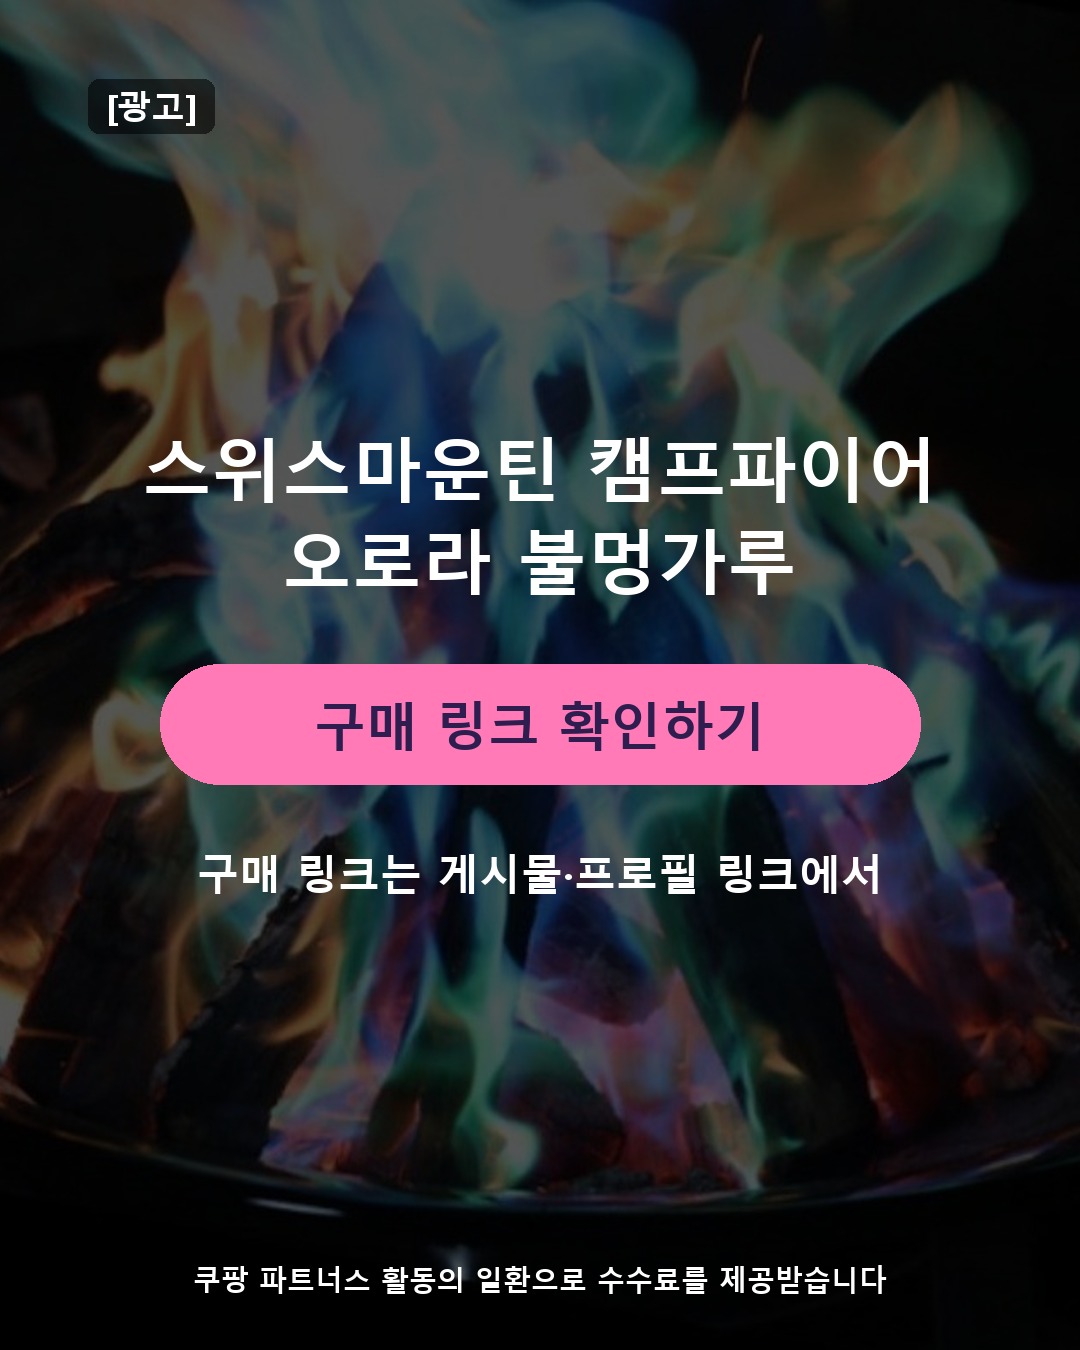 [광고]
스위스마운틴 캠프파이어
오로라 불멍가루
구매 링크 확인하기
구매 링크는 게시물·프로필 링크에서
쿠팡 파트너스 활동의 일환으로 수수료를 제공받습니다